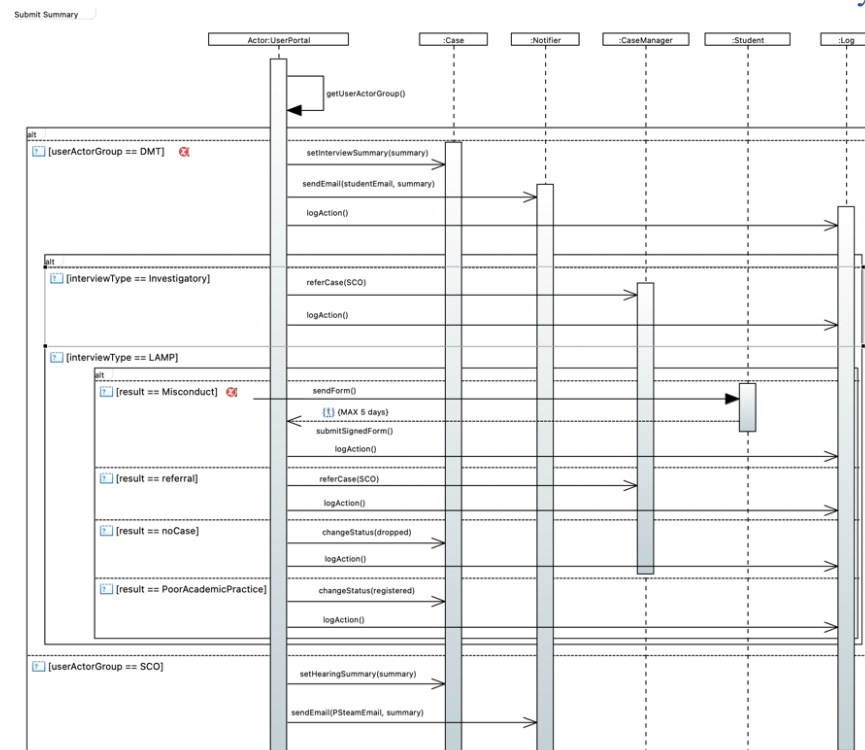 Submit Summary
Actor:UserPortal
:Case
:Notifier
:CaseManager
:Student
:Log
getUserActorGroup()
alt
[userActorGroup == DMT]
setInterviewSummary(summary)
sendEmail(studentEmail, summary)
logAction()
alt
[interviewType == Investigatory]
referCase(SCO)
logAction()
[interviewType == LAMP]
alt
[result == Misconduct]
sendForm()
{t} {MAX 5 days}
submitSignedForm()
logAction()
[result == referral]
referCase(SCO)
logAction()
[result == noCase]
changeStatus(dropped)
logAction()
[result == PoorAcademicPractice]
changeStatus(registered)
logAction()
[userActorGroup == SCO]
setHearingSummary(summary)
sendEmail(PSteamEmail, summary)